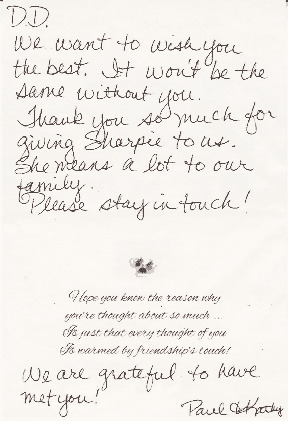 D.D.
We want to wish you
the best. It won't be the
same without you.
Thank you so much for
giving Sharpie to us.
She means a lot to our
family.
Please stay in touch!
Hope you know the reason why
you're thought about so much ...
Is just that every thought of you
Is warmed by friendship's touch!
We are grateful to have
met you!
Paul & Kathy